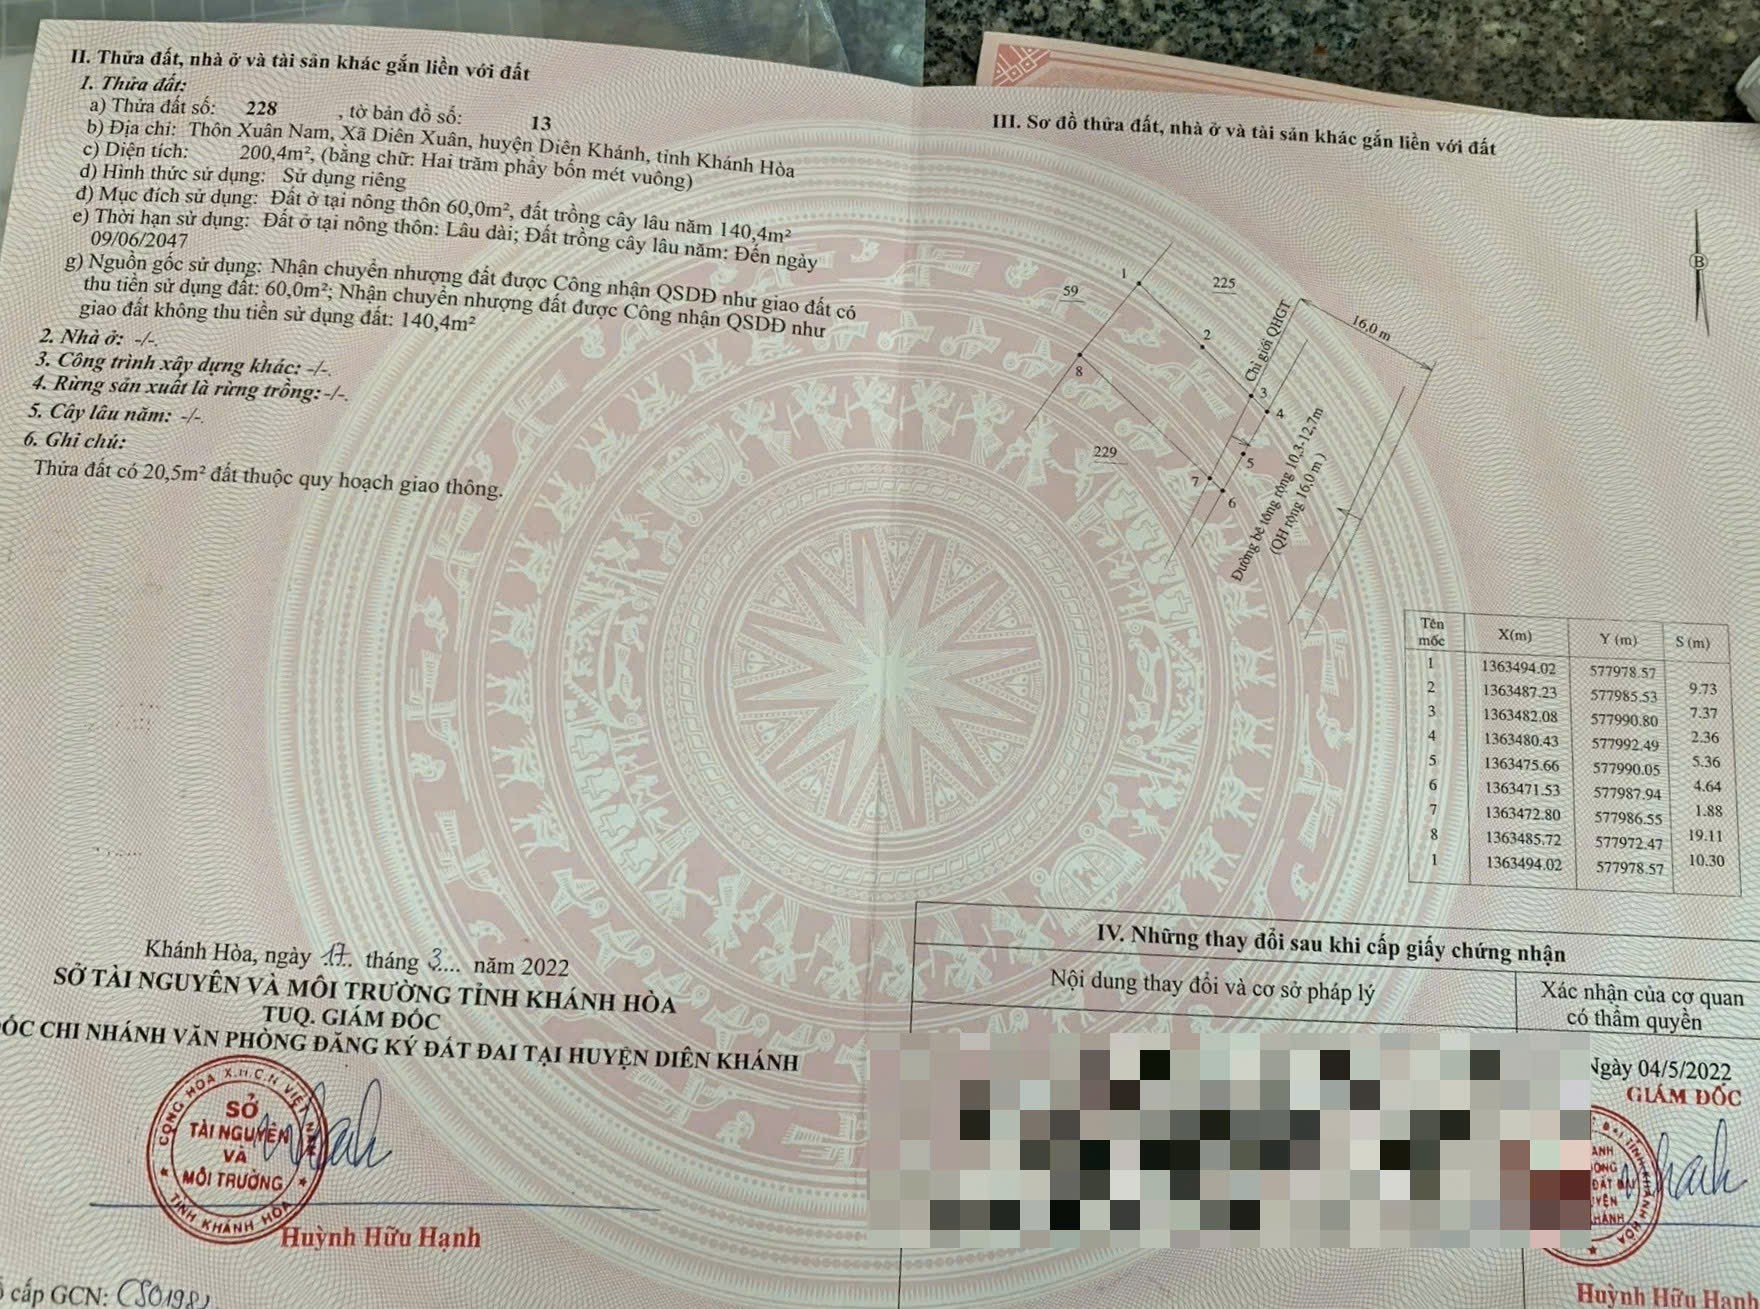 II. Thửa đất, nhà ở và tài sản khác gắn liền với đất
1. Thửa đất:
a) Thửa đất số: 228 , tờ bản đồ số: 13
b) Địa chỉ: Thôn Xuân Nam, Xã Diên Xuân, huyện Diên Khánh, tỉnh Khánh Hòa
c) Diện tích: 200,4m², (bằng chữ: Hai trăm phẩy bốn mét vuông)
d) Hình thức sử dụng: Sử dụng riêng
đ) Mục đích sử dụng: Đất ở tại nông thôn 60,0m², đất trồng cây lâu năm 140,4m²
e) Thời hạn sử dụng: Đất ở tại nông thôn: Lâu dài; Đất trồng cây lâu năm: Đến ngày
09/06/2047
g) Nguồn gốc sử dụng: Nhận chuyển nhượng đất được Công nhận QSDĐ như giao đất có
thu tiền sử dụng đất: 60,0m²; Nhận chuyển nhượng đất được Công nhận QSDĐ như
giao đất không thu tiền sử dụng đất: 140,4m²
2. Nhà ở: -/-.
3. Công trình xây dựng khác: -/-.
4. Rừng sản xuất là rừng trồng: -/-.
5. Cây lâu năm: -/-.
6. Ghi chú:
Thửa đất có 20,5m² đất thuộc quy hoạch giao thông.
Khánh Hòa, ngày 17 tháng 3 năm 2022
SỞ TÀI NGUYÊN VÀ MÔI TRƯỜNG TỈNH KHÁNH HÒA
TUQ. GIÁM ĐỐC
ỐC CHI NHÁNH VĂN PHÒNG ĐĂNG KÝ ĐẤT ĐAI TẠI HUYỆN DIÊN KHÁNH
CỘNG HÒA X.H.C.N VIỆT NAM
SỞ
TÀI NGUYÊN
VÀ
MÔI TRƯỜNG
TỈNH KHÁNH HÒA
Huỳnh Hữu Hạnh
cấp GCN:
III. Sơ đồ thửa đất, nhà ở và tài sản khác gắn liền với đất
B
1
59
225
2
8
Chỉ giới QHGT
16,0 m
3
4
229
5
7
6
Đường bê tông rộng 10,3-12,7m
(QH rộng 16,0 m )
Tên mốc X(m) Y (m) S (m)
1 1363494.02 577978.57
9.73
2 1363487.23 577985.53
7.37
3 1363482.08 577990.80
2.36
4 1363480.43 577992.49
5.36
5 1363475.66 577990.05
4.64
6 1363471.53 577987.94
1.88
7 1363472.80 577986.55
19.11
8 1363485.72 577972.47
10.30
1 1363494.02 577978.57
IV. Những thay đổi sau khi cấp giấy chứng nhận
Nội dung thay đổi và cơ sở pháp lý
Xác nhận của cơ quan
có thẩm quyền
Ngày 04/5/2022
GIÁM ĐỐC
Huỳnh Hữu Hạnh